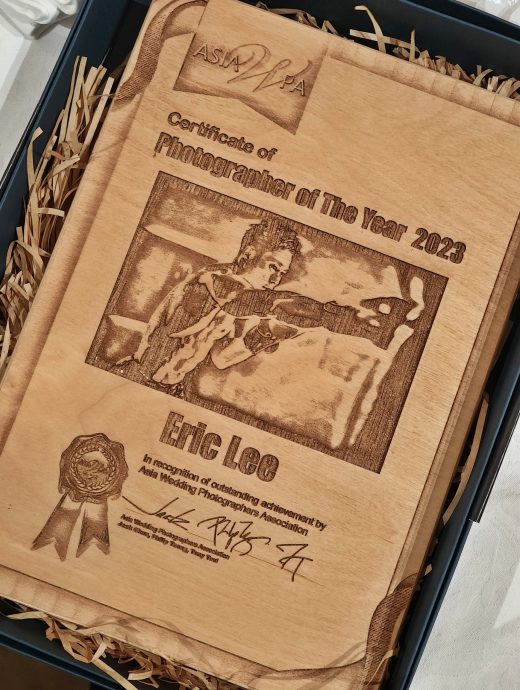 ASIA W PA
Certificate of
Photographer of The Year 2023
Eric Lee
In recognition of outstanding achievement by
Asia Wedding Photographers Association
Asia Wedding Photographers Association